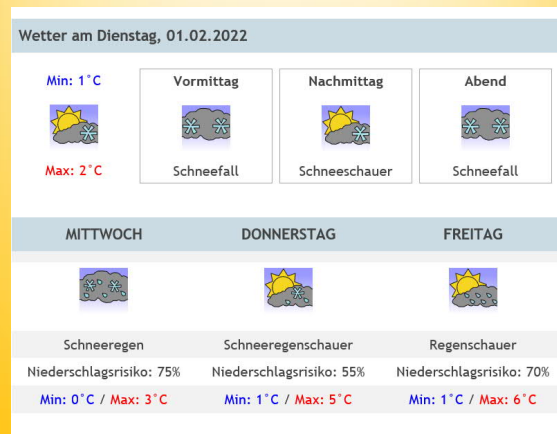 Wetter am Dienstag, 01.02.2022
Min: 1°C
Max: 2°C
Vormittag
Schneefall
Nachmittag
Schneeschauer
Abend
Schneefall
MITTWOCH DONNERSTAG FREITAG
Schneeregen Schneeregenschauer Regenschauer
Niederschlagsrisiko: 75% Niederschlagsrisiko: 55% Niederschlagsrisiko: 70%
Min: 0°C / Max: 3°C Min: 1°C / Max: 5°C Min: 1°C / Max: 6°C